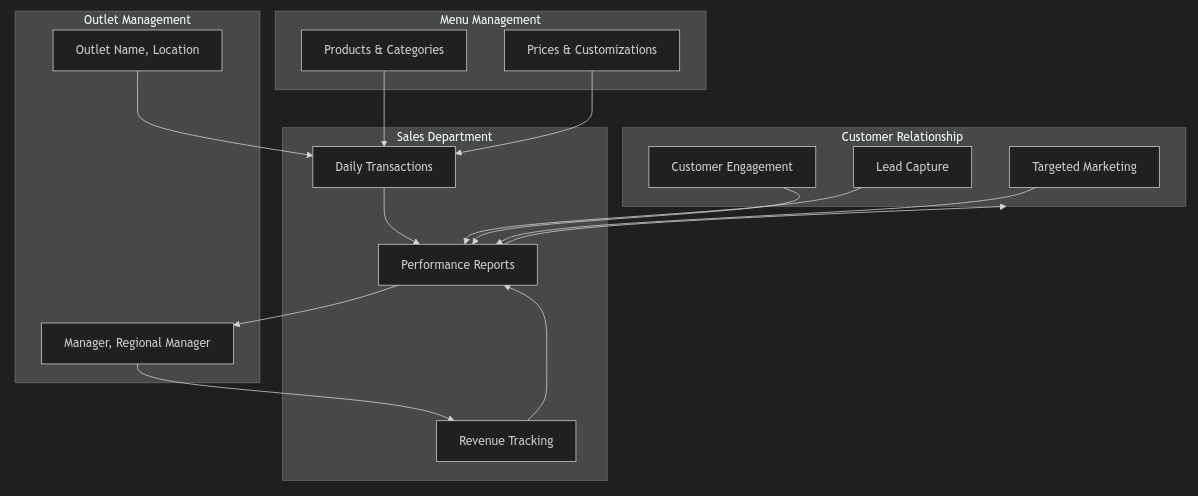 Outlet Management
Outlet Name, Location
Menu Management
Products & Categories
Prices & Customizations
Sales Department
Daily Transactions
Customer Relationship
Customer Engagement
Lead Capture
Targeted Marketing
Performance Reports
Manager, Regional Manager
Revenue Tracking